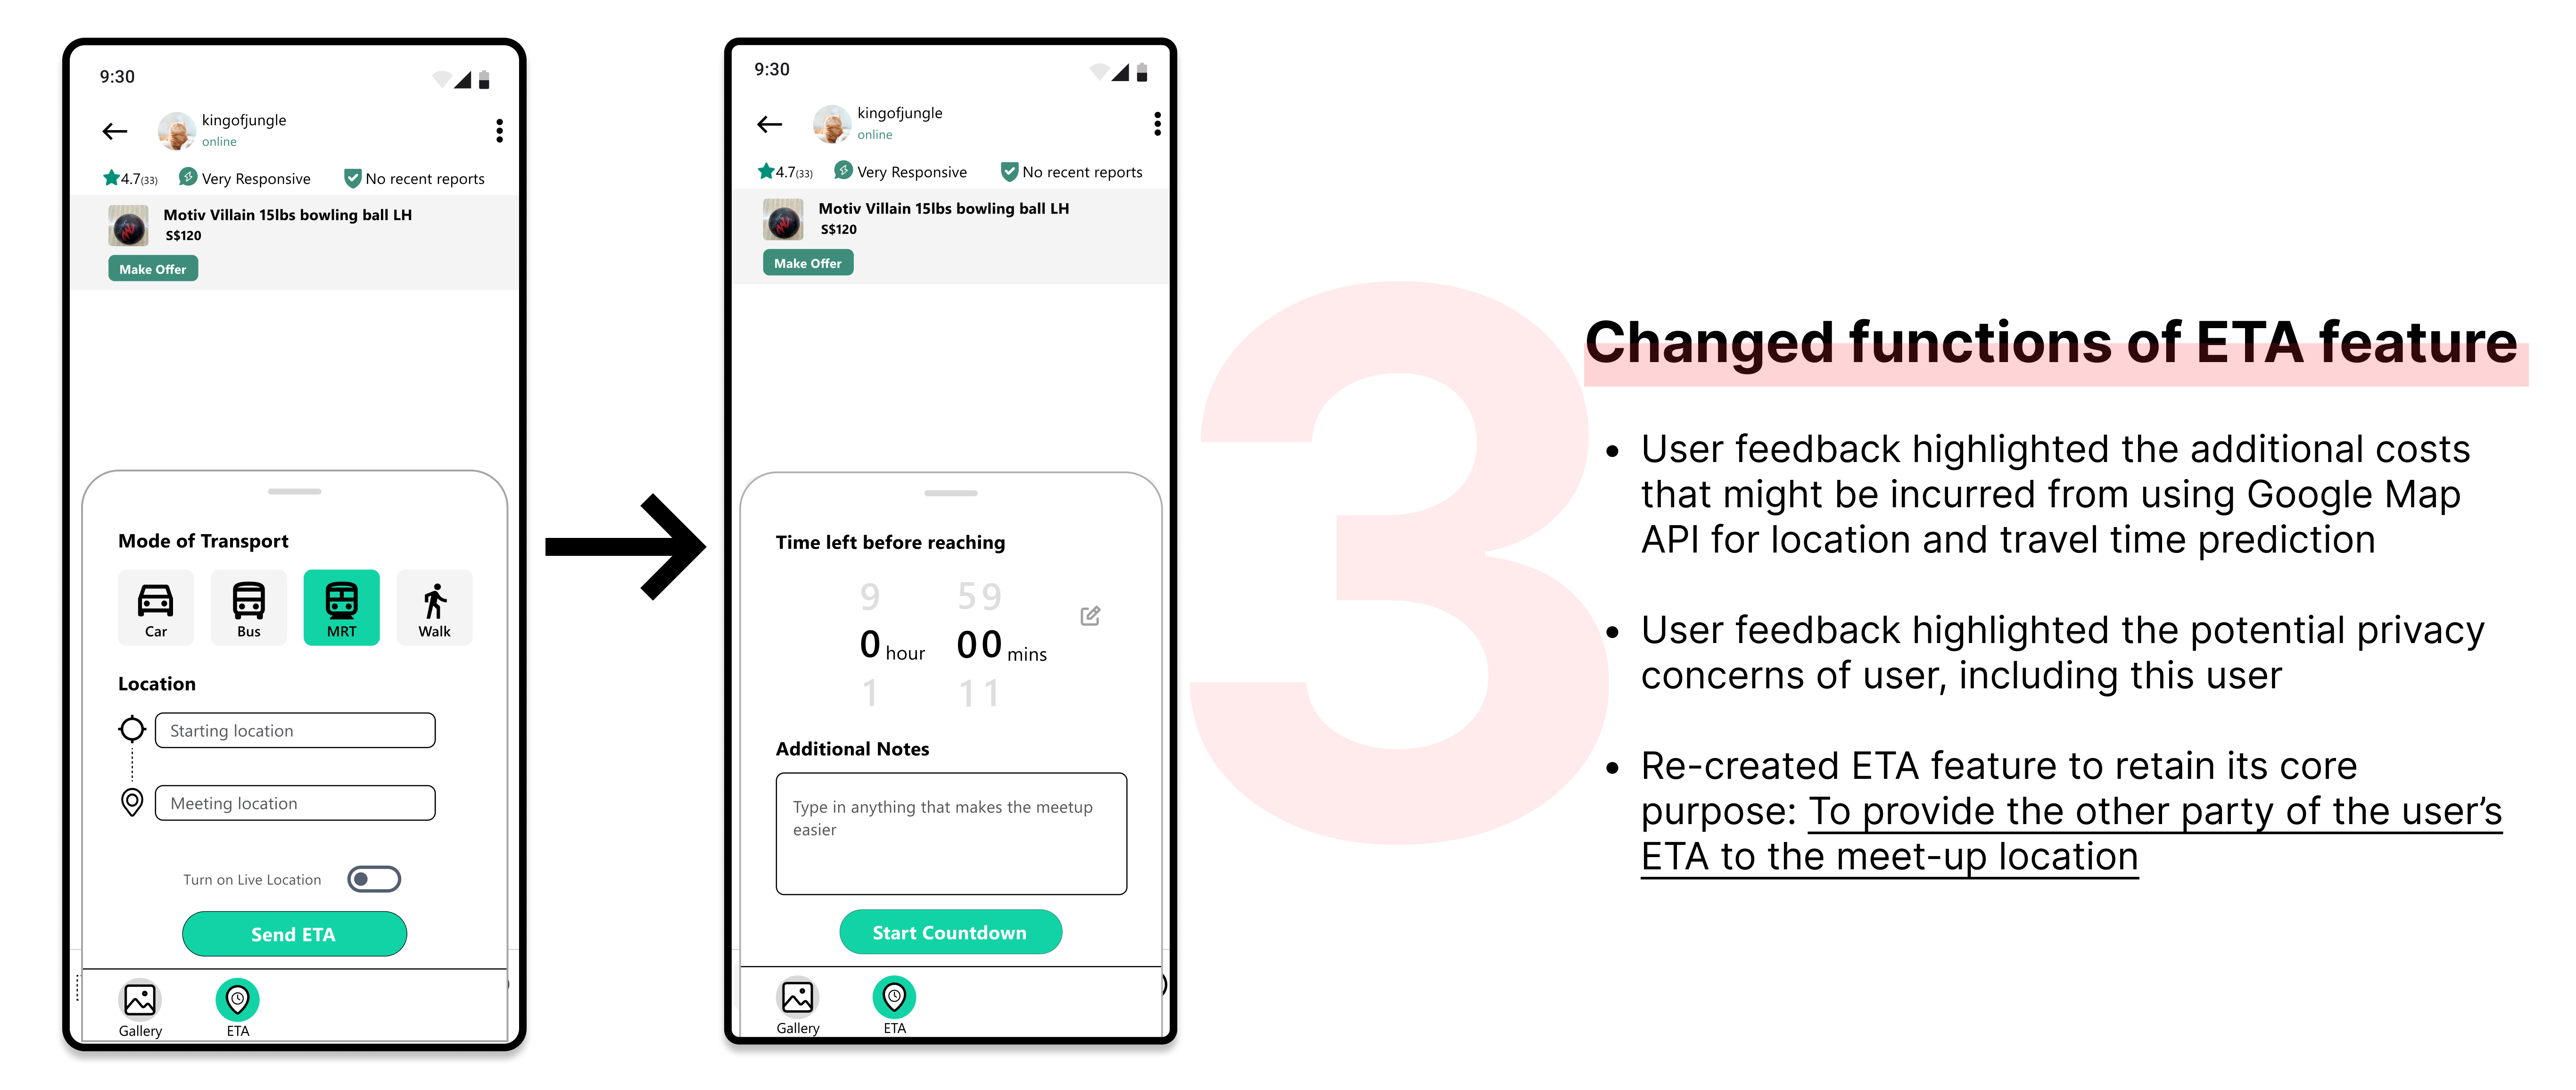 9:30
kingofjungle
online
4.7(33) Very Responsive No recent reports
Motiv Villain 15lbs bowling ball LH
S$120
Make Offer
Mode of Transport
Car Bus MRT Walk
Location
Starting location
Meeting location
Turn on Live Location
Send ETA
Gallery ETA
9:30
kingofjungle
online
4.7(33) Very Responsive No recent reports
Motiv Villain 15lbs bowling ball LH
S$120
Make Offer
Time left before reaching
9 59
0 hour 00 mins
1 11
Additional Notes
Type in anything that makes the meetup
easier
Start Countdown
Gallery ETA
3
Changed functions of ETA feature
• User feedback highlighted the additional costs
that might be incurred from using Google Map
API for location and travel time prediction
• User feedback highlighted the potential privacy
concerns of user, including this user
• Re-created ETA feature to retain its core
purpose: To provide the other party of the user’s
ETA to the meet-up location